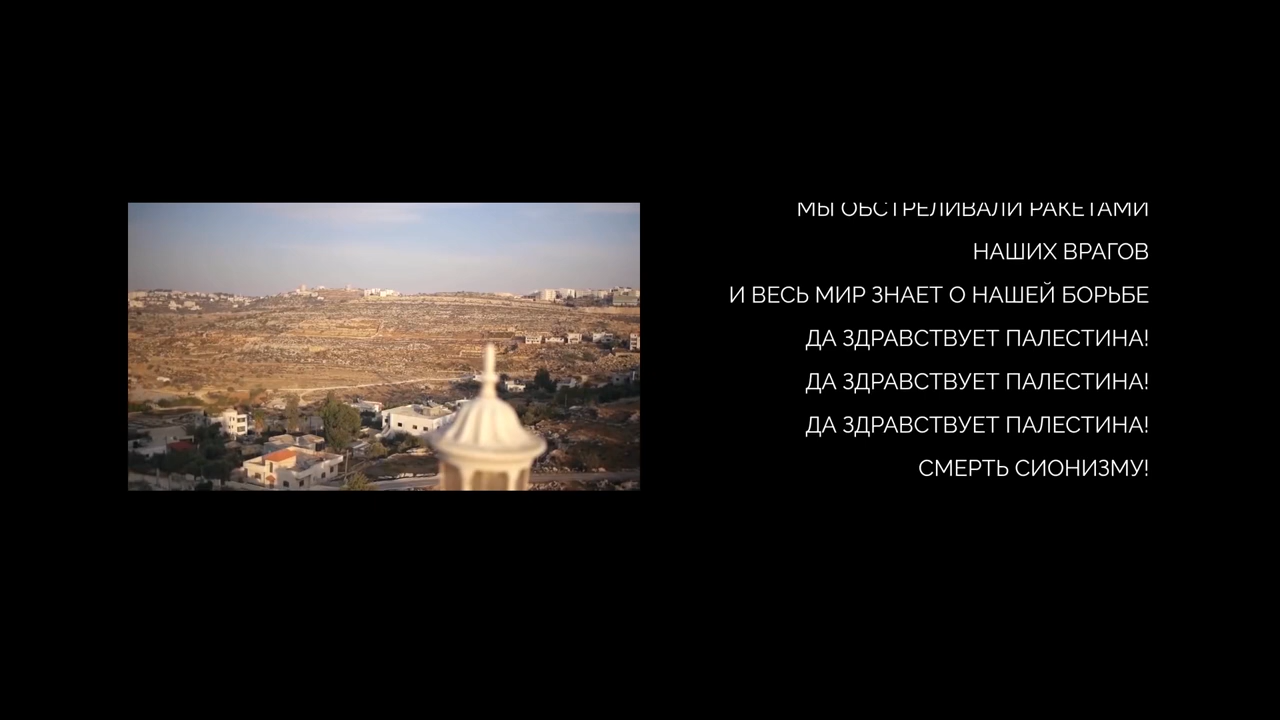 МЫ ОБСТРЕЛИВАЛИ РАКЕТАМИ
НАШИХ ВРАГОВ
И ВЕСЬ МИР ЗНАЕТ О НАШЕЙ БОРЬБЕ
ДА ЗДРАВСТВУЕТ ПАЛЕСТИНА!
ДА ЗДРАВСТВУЕТ ПАЛЕСТИНА!
ДА ЗДРАВСТВУЕТ ПАЛЕСТИНА!
СМЕРТЬ СИОНИЗМУ!